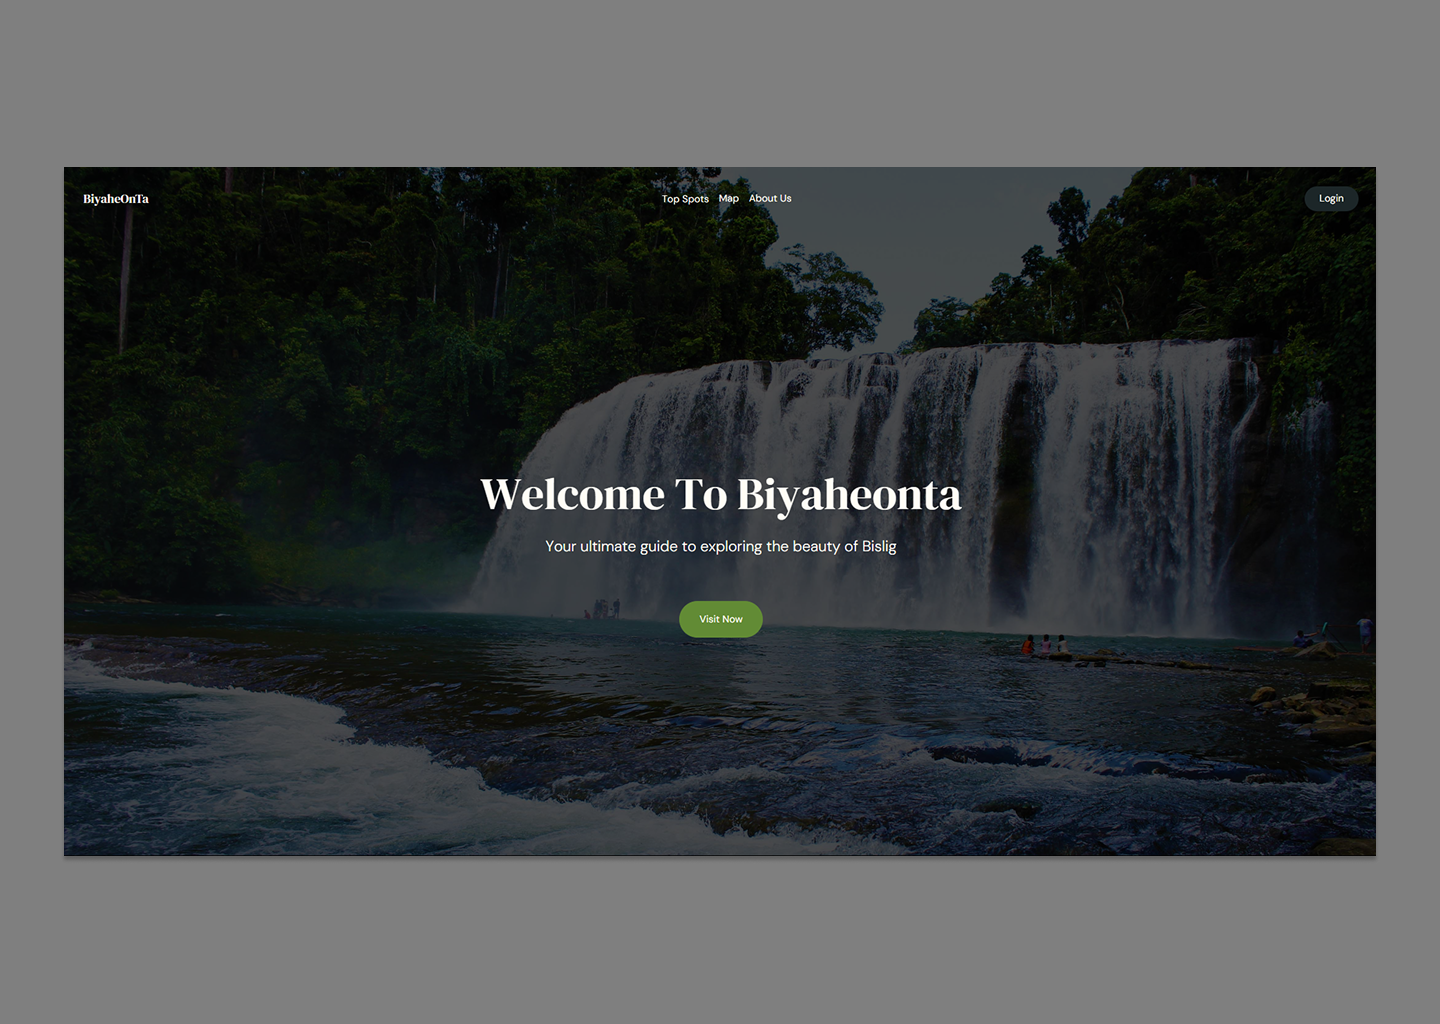 BiyaheOnTa
Top Spots Map About Us
Login
Welcome To Biyaheonta
Your ultimate guide to exploring the beauty of Bislig
Visit Now